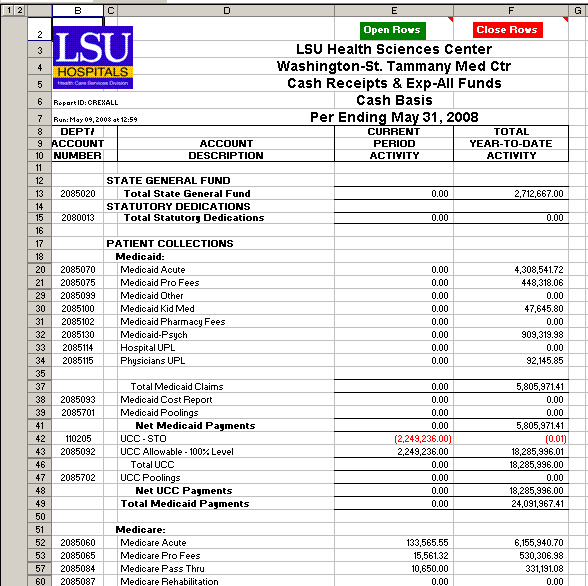 1 2 B C D E F G
2 LSU HOSPITALS Health Care Services Division Open Rows Close Rows
3 LSU Health Sciences Center
4 Washington-St. Tammany Med Ctr
5 Cash Receipts & Exp-All Funds
6 Report ID: CREXALL Cash Basis
7 Run: May 09, 2008 at 12:59 Per Ending May 31, 2008
8 DEPT/ CURRENT TOTAL
9 ACCOUNT ACCOUNT PERIOD YEAR-TO-DATE
10 NUMBER DESCRIPTION ACTIVITY ACTIVITY
11
12 STATE GENERAL FUND
13 2085020 Total State General Fund 0.00 2,712,667.00
14 STATUTORY DEDICATIONS
15 2080013 Total Statutory Dedications 0.00 0.00
16
17 PATIENT COLLECTIONS
18 Medicaid:
20 2085070 Medicaid Acute 0.00 4,308,541.72
21 2085075 Medicaid Pro Fees 0.00 448,318.06
29 2085099 Medicaid Other 0.00 0.00
30 2085100 Medicaid Kid Med 0.00 47,645.80
31 2085102 Medicaid Pharmacy Fees 0.00 0.00
32 2085130 Medicaid-Psych 0.00 909,319.98
33 2085114 Hospital UPL 0.00 0.00
34 2085115 Physicians UPL 0.00 92,145.85
35
37 Total Medicaid Claims 0.00 5,805,971.41
38 2085093 Medicaid Cost Report 0.00 0.00
39 2085701 Medicaid Poolings 0.00 0.00
41 Net Medicaid Payments 0.00 5,805,971.41
42 110205 UCC - STO (2,249,236.00) (0.01)
43 2085092 UCC Allowable - 100% Level 2,249,236.00 18,285,996.01
46 Total UCC 0.00 18,285,996.00
47 2085702 UCC Poolings 0.00 0.00
48 Net UCC Payments 0.00 18,285,996.00
49 Total Medicaid Payments 0.00 24,091,967.41
50
51 Medicare:
52 2085060 Medicare Acute 133,565.55 6,155,940.70
53 2085065 Medicare Pro Fees 15,561.32 530,306.98
57 2085084 Medicare Pass Thru 10,650.00 331,191.08
58 2085087 Medicare Rehabilitation 0.00 0.00